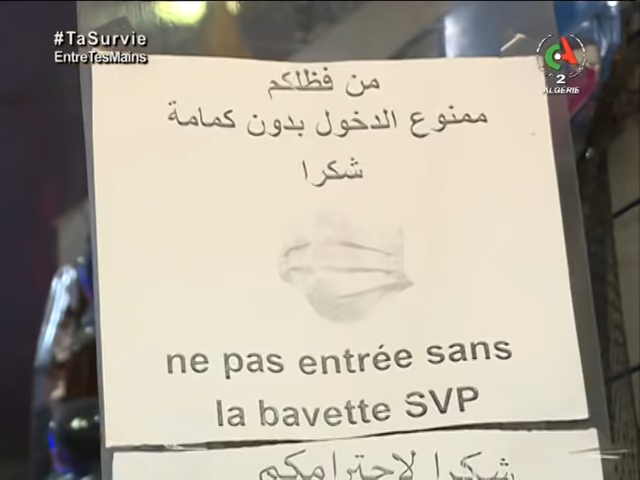 #TaSurvie
EntreTesMains
2
ALGERIE
من فظلكم
ممنوع الدخول بدون كمامة
شكرا
ne pas entrée sans
la bavette SVP
شكرا لاحترامكم